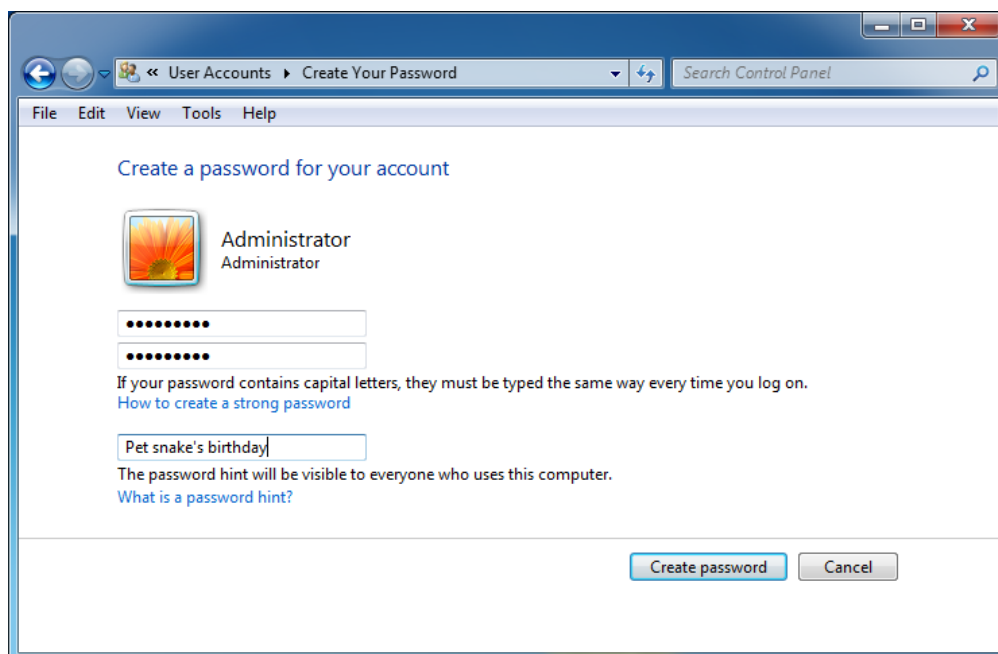 « User Accounts ▸ Create Your Password Search Control Panel
File Edit View Tools Help
Create a password for your account
Administrator
Administrator
●●●●●●●●●
●●●●●●●●●
If your password contains capital letters, they must be typed the same way every time you log on.
How to create a strong password
Pet snake's birthday
The password hint will be visible to everyone who uses this computer.
What is a password hint?
Create password Cancel